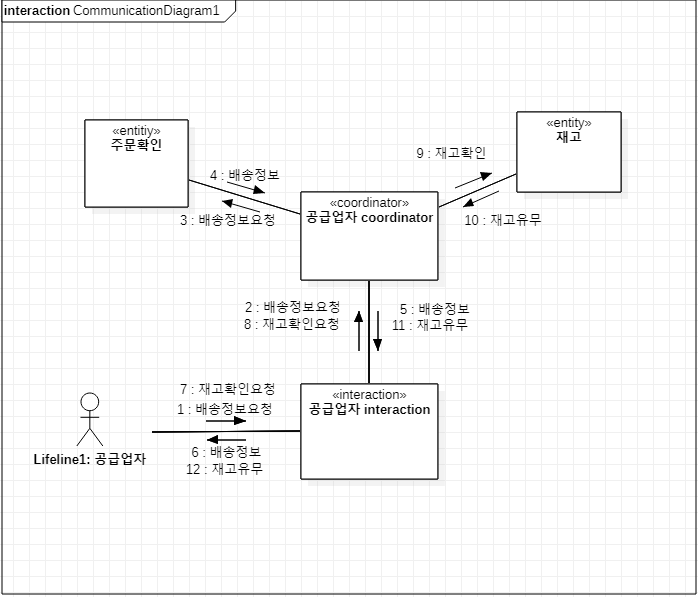 interaction CommunicationDiagram1
«entitiy»
주문확인
«entity»
재고
9 : 재고확인
4 : 배송정보
3 : 배송정보요청
«coordinator»
공급업자 coordinator
10 : 재고유무
2 : 배송정보요청
8 : 재고확인요청
5 : 배송정보
11 : 재고유무
7 : 재고확인요청
1 : 배송정보요청
«interaction»
공급업자 interaction
6 : 배송정보
12 : 재고유무
Lifeline1: 공급업자